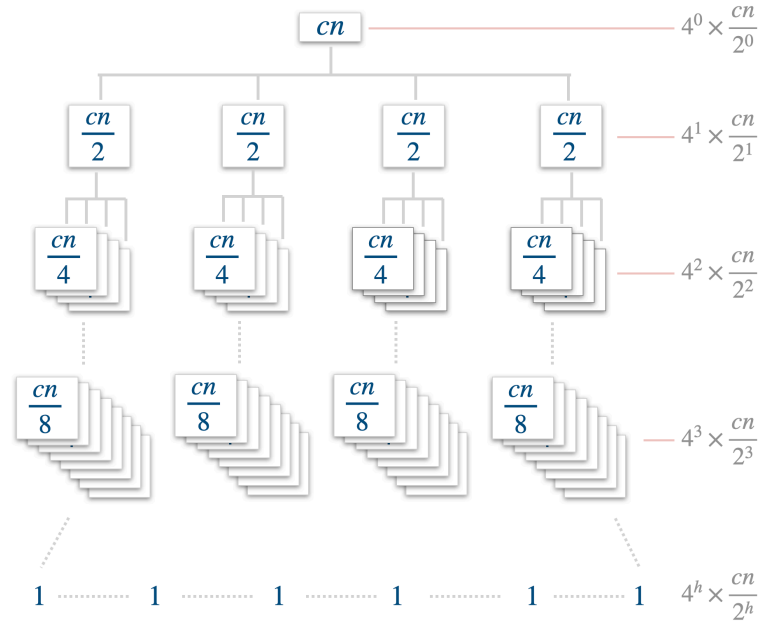 cn 4⁰ × cn/2⁰
cn/2 cn/2 cn/2 cn/2 4¹ × cn/2¹
cn/4 cn/4 cn/4 cn/4 4² × cn/2²
cn/8 cn/8 cn/8 cn/8 4³ × cn/2³
1 1 1 1 1 1 4ʰ × cn/2ʰ